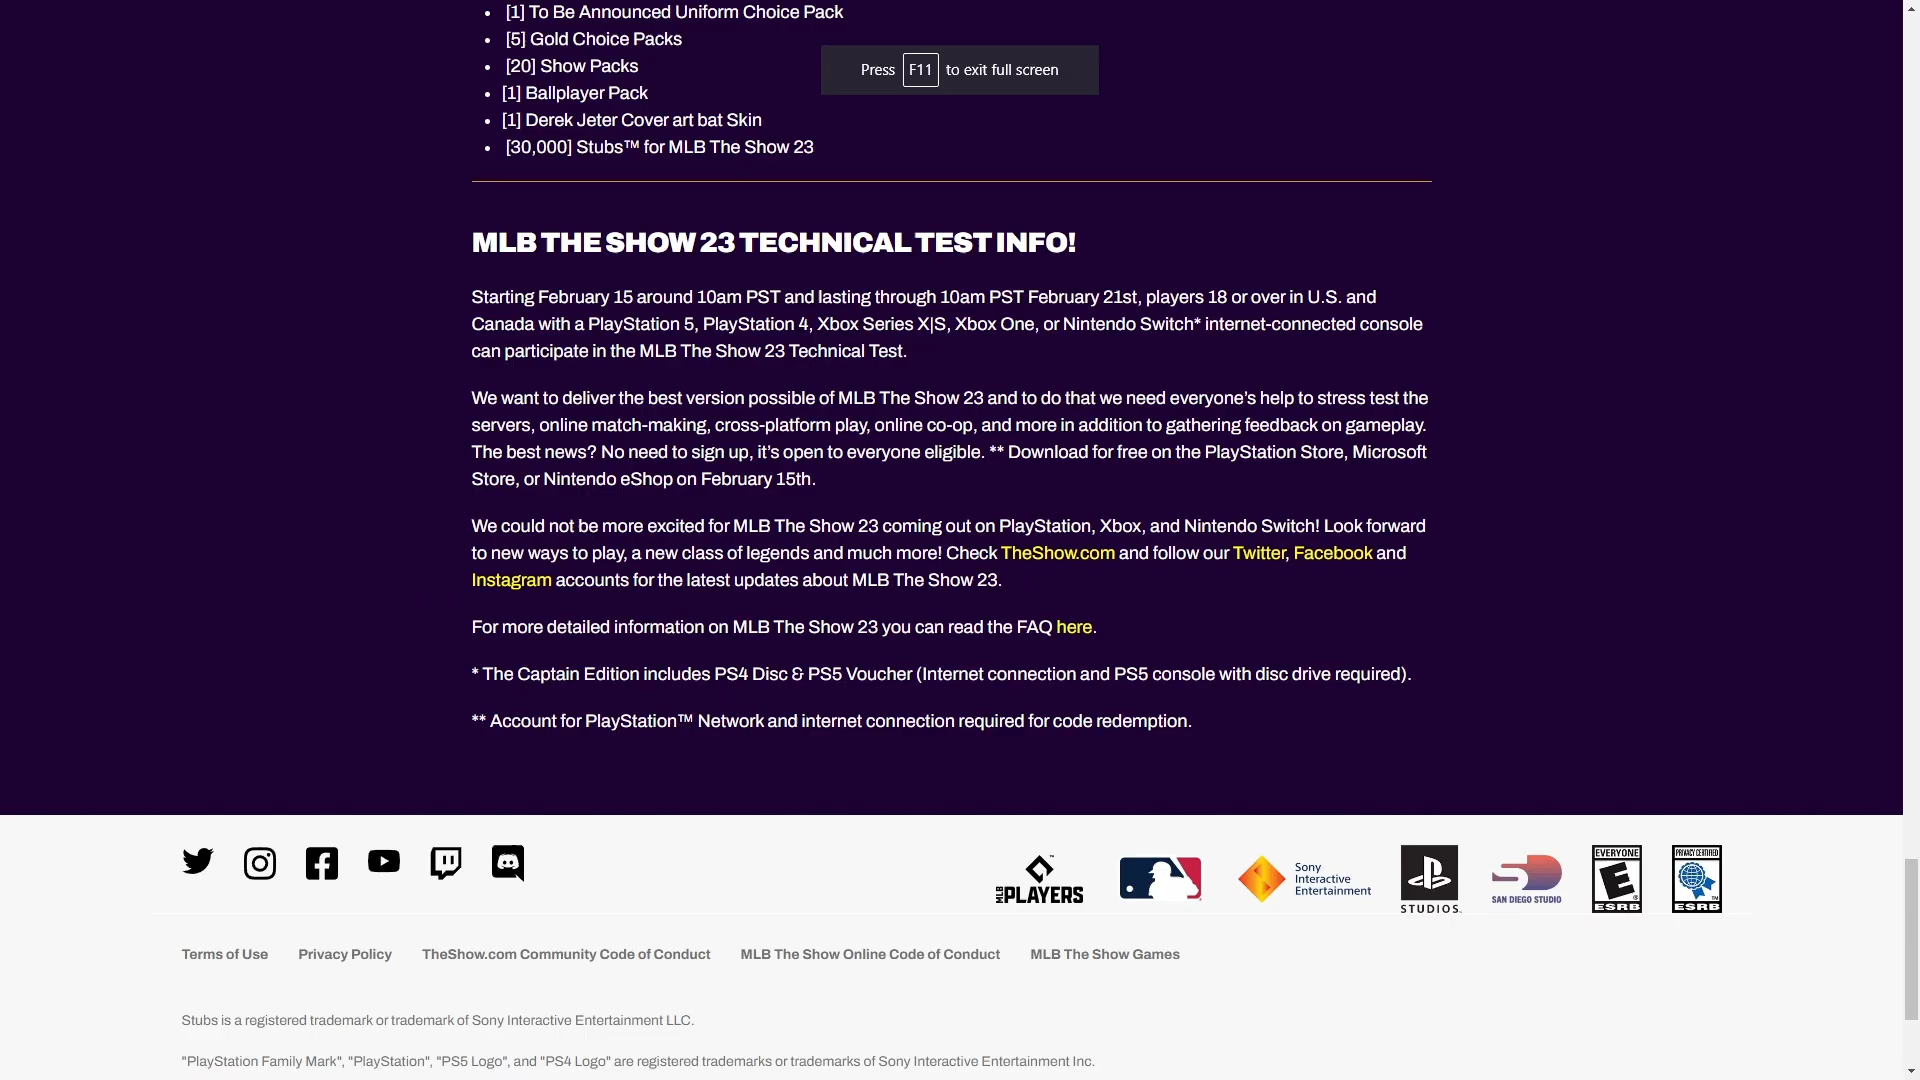 [1] To Be Announced Uniform Choice Pack
[5] Gold Choice Packs
[20] Show Packs
Press F11 to exit full screen
[1] Ballplayer Pack
[1] Derek Jeter Cover art bat Skin
[30,000] Stubs™ for MLB The Show 23
MLB THE SHOW 23 TECHNICAL TEST INFO!
Starting February 15 around 10am PST and lasting through 10am PST February 21st, players 18 or over in U.S. and
Canada with a PlayStation 5, PlayStation 4, Xbox Series X|S, Xbox One, or Nintendo Switch* internet-connected console
can participate in the MLB The Show 23 Technical Test.
We want to deliver the best version possible of MLB The Show 23 and to do that we need everyone’s help to stress test the
servers, online match-making, cross-platform play, online co-op, and more in addition to gathering feedback on gameplay.
The best news? No need to sign up, it’s open to everyone eligible. ** Download for free on the PlayStation Store, Microsoft
Store, or Nintendo eShop on February 15th.
We could not be more excited for MLB The Show 23 coming out on PlayStation, Xbox, and Nintendo Switch! Look forward
to new ways to play, a new class of legends and much more! Check TheShow.com and follow our Twitter, Facebook and
Instagram accounts for the latest updates about MLB The Show 23.
For more detailed information on MLB The Show 23 you can read the FAQ here.
* The Captain Edition includes PS4 Disc & PS5 Voucher (Internet connection and PS5 console with disc drive required).
** Account for PlayStation™ Network and internet connection required for code redemption.
MLB PLAYERS
Sony
Interactive
Entertainment
STUDIOS
SAN DIEGO STUDIO
EVERYONE
E
ESRB
PRIVACY CERTIFIED
ESRB
Terms of Use Privacy Policy TheShow.com Community Code of Conduct MLB The Show Online Code of Conduct MLB The Show Games
Stubs is a registered trademark or trademark of Sony Interactive Entertainment LLC.
"PlayStation Family Mark", "PlayStation", "PS5 Logo", and "PS4 Logo" are registered trademarks or trademarks of Sony Interactive Entertainment Inc.